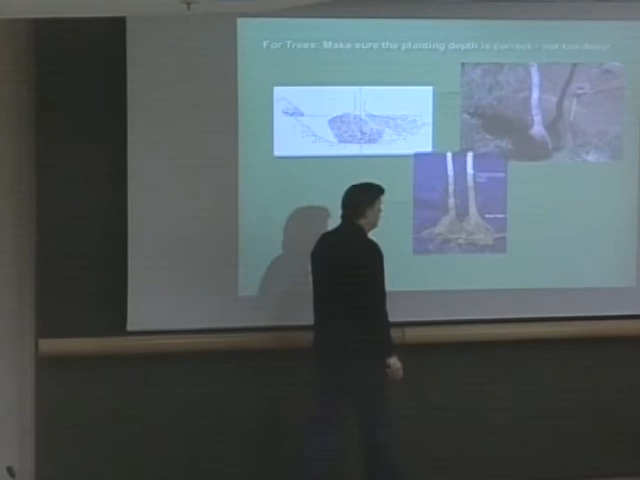 For Trees: Make sure the planting depth is correct – not too deep!